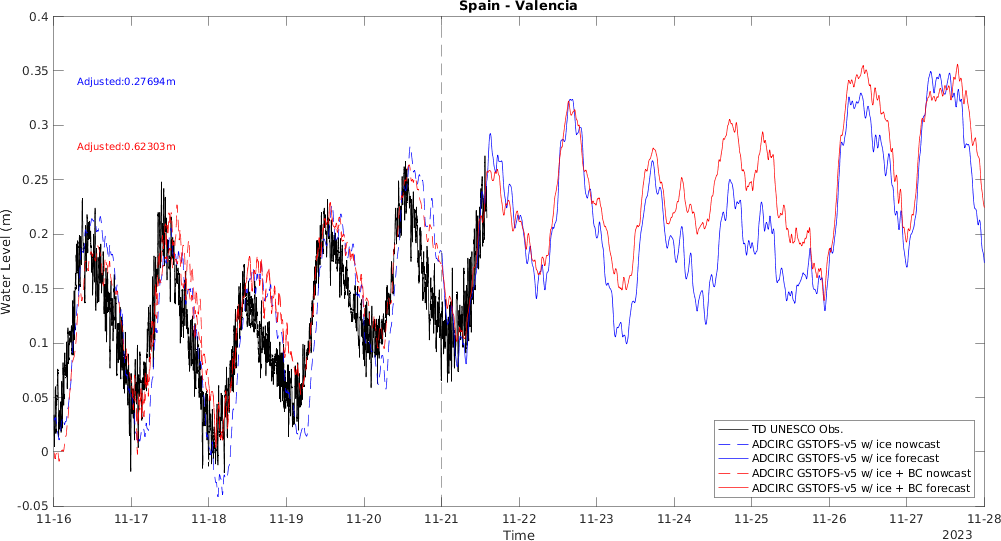 Spain - Valencia
0.4
0.35
0.3
0.25
0.2
0.15
0.1
0.05
0
-0.05
Water Level (m)
Adjusted:0.27694m
Adjusted:0.62303m
TD UNESCO Obs.
ADCIRC GSTOFS-v5 w/ ice nowcast
ADCIRC GSTOFS-v5 w/ ice forecast
ADCIRC GSTOFS-v5 w/ ice + BC nowcast
ADCIRC GSTOFS-v5 w/ ice + BC forecast
11-16 11-17 11-18 11-19 11-20 11-21 11-22 11-23 11-24 11-25 11-26 11-27 11-28
Time
2023